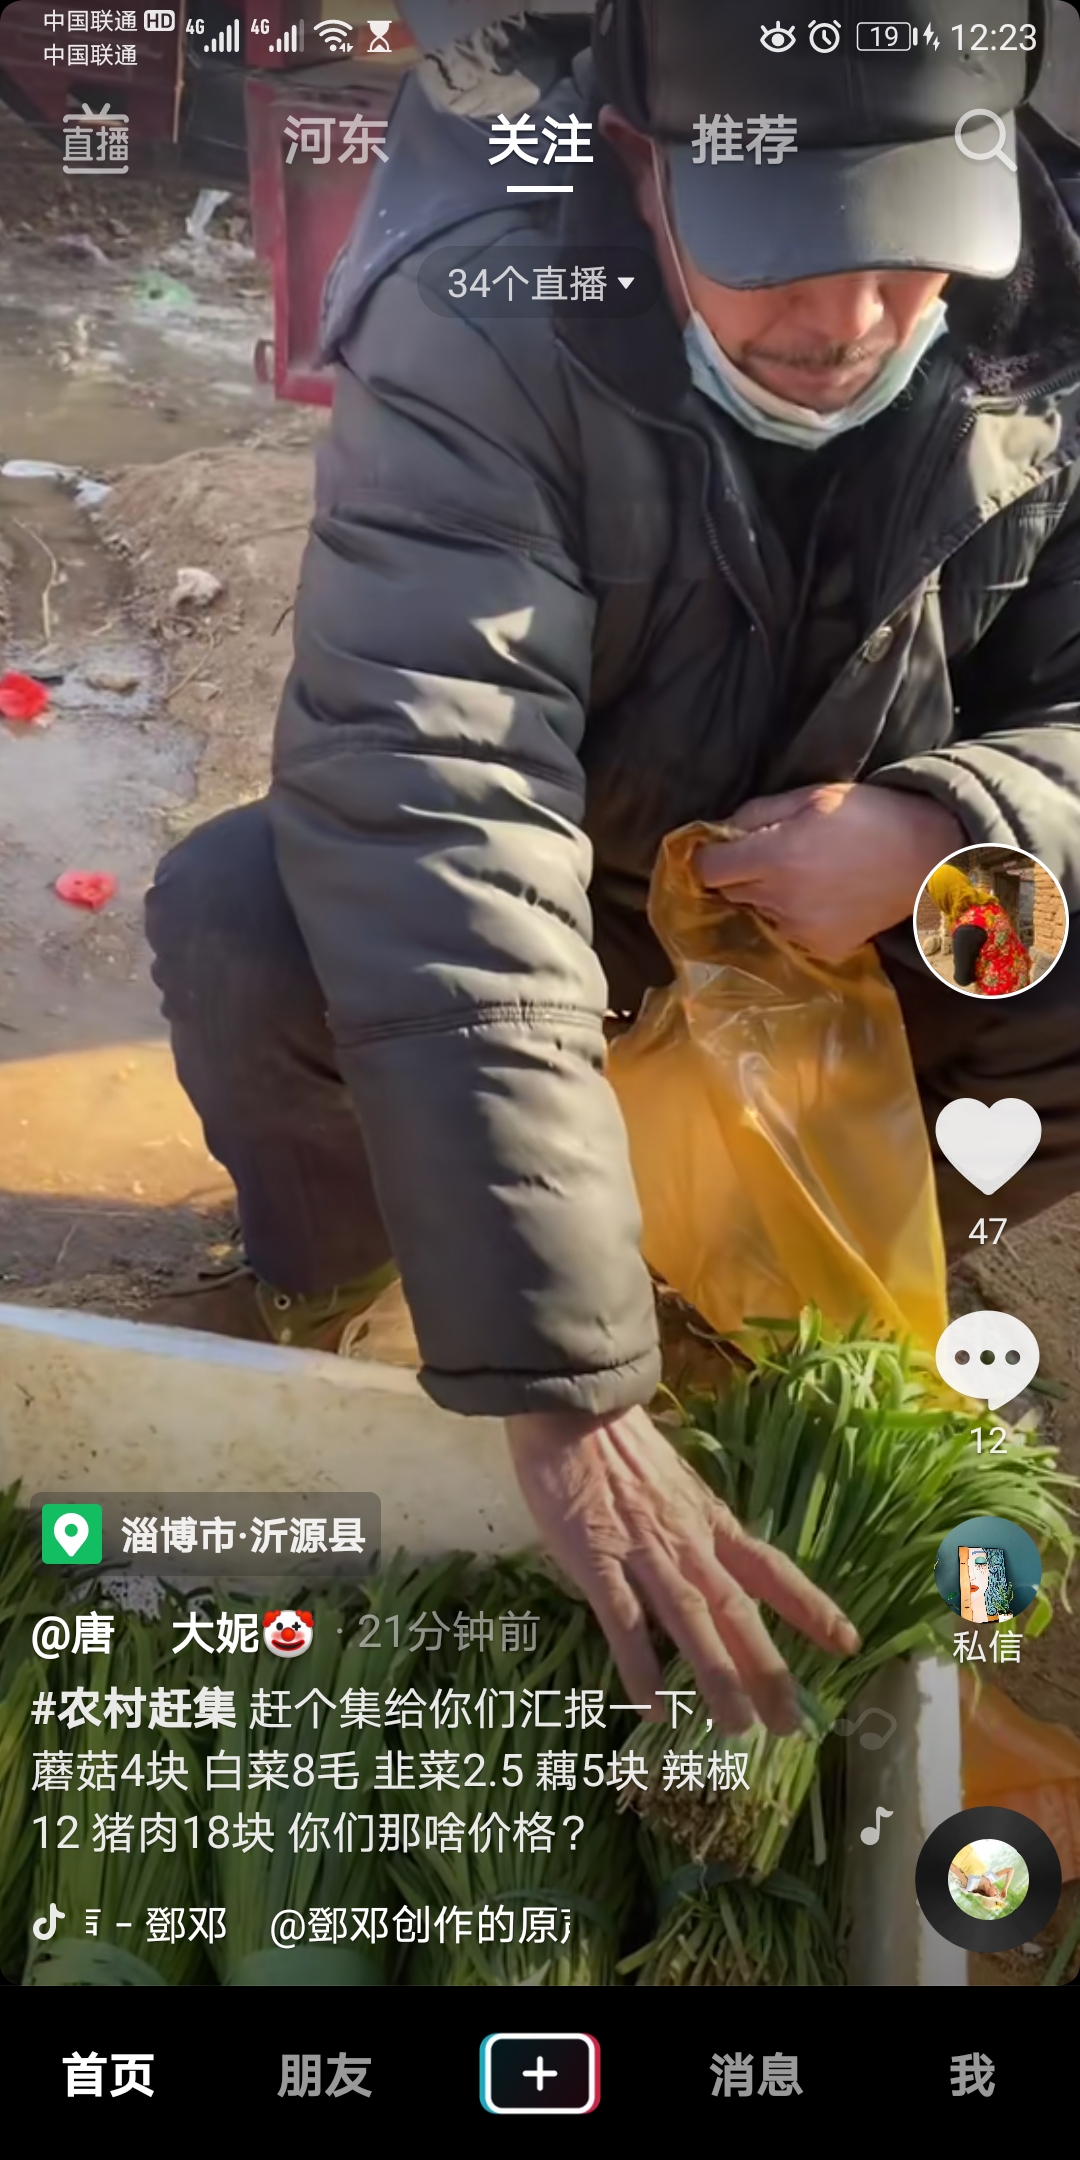 中国联通 HD 4G 4G 19 12:23
中国联通
直播 河东 关注 推荐
34个直播
47
12
淄博市·沂源县
@唐 大妮🤡 · 21分钟前
私信
#农村赶集 赶个集给你们汇报一下，
蘑菇4块 白菜8毛 韭菜2.5 藕5块 辣椒
12 猪肉18块 你们那啥价格？
- 鄧邓 @鄧邓创作的原
首页 朋友 消息 我